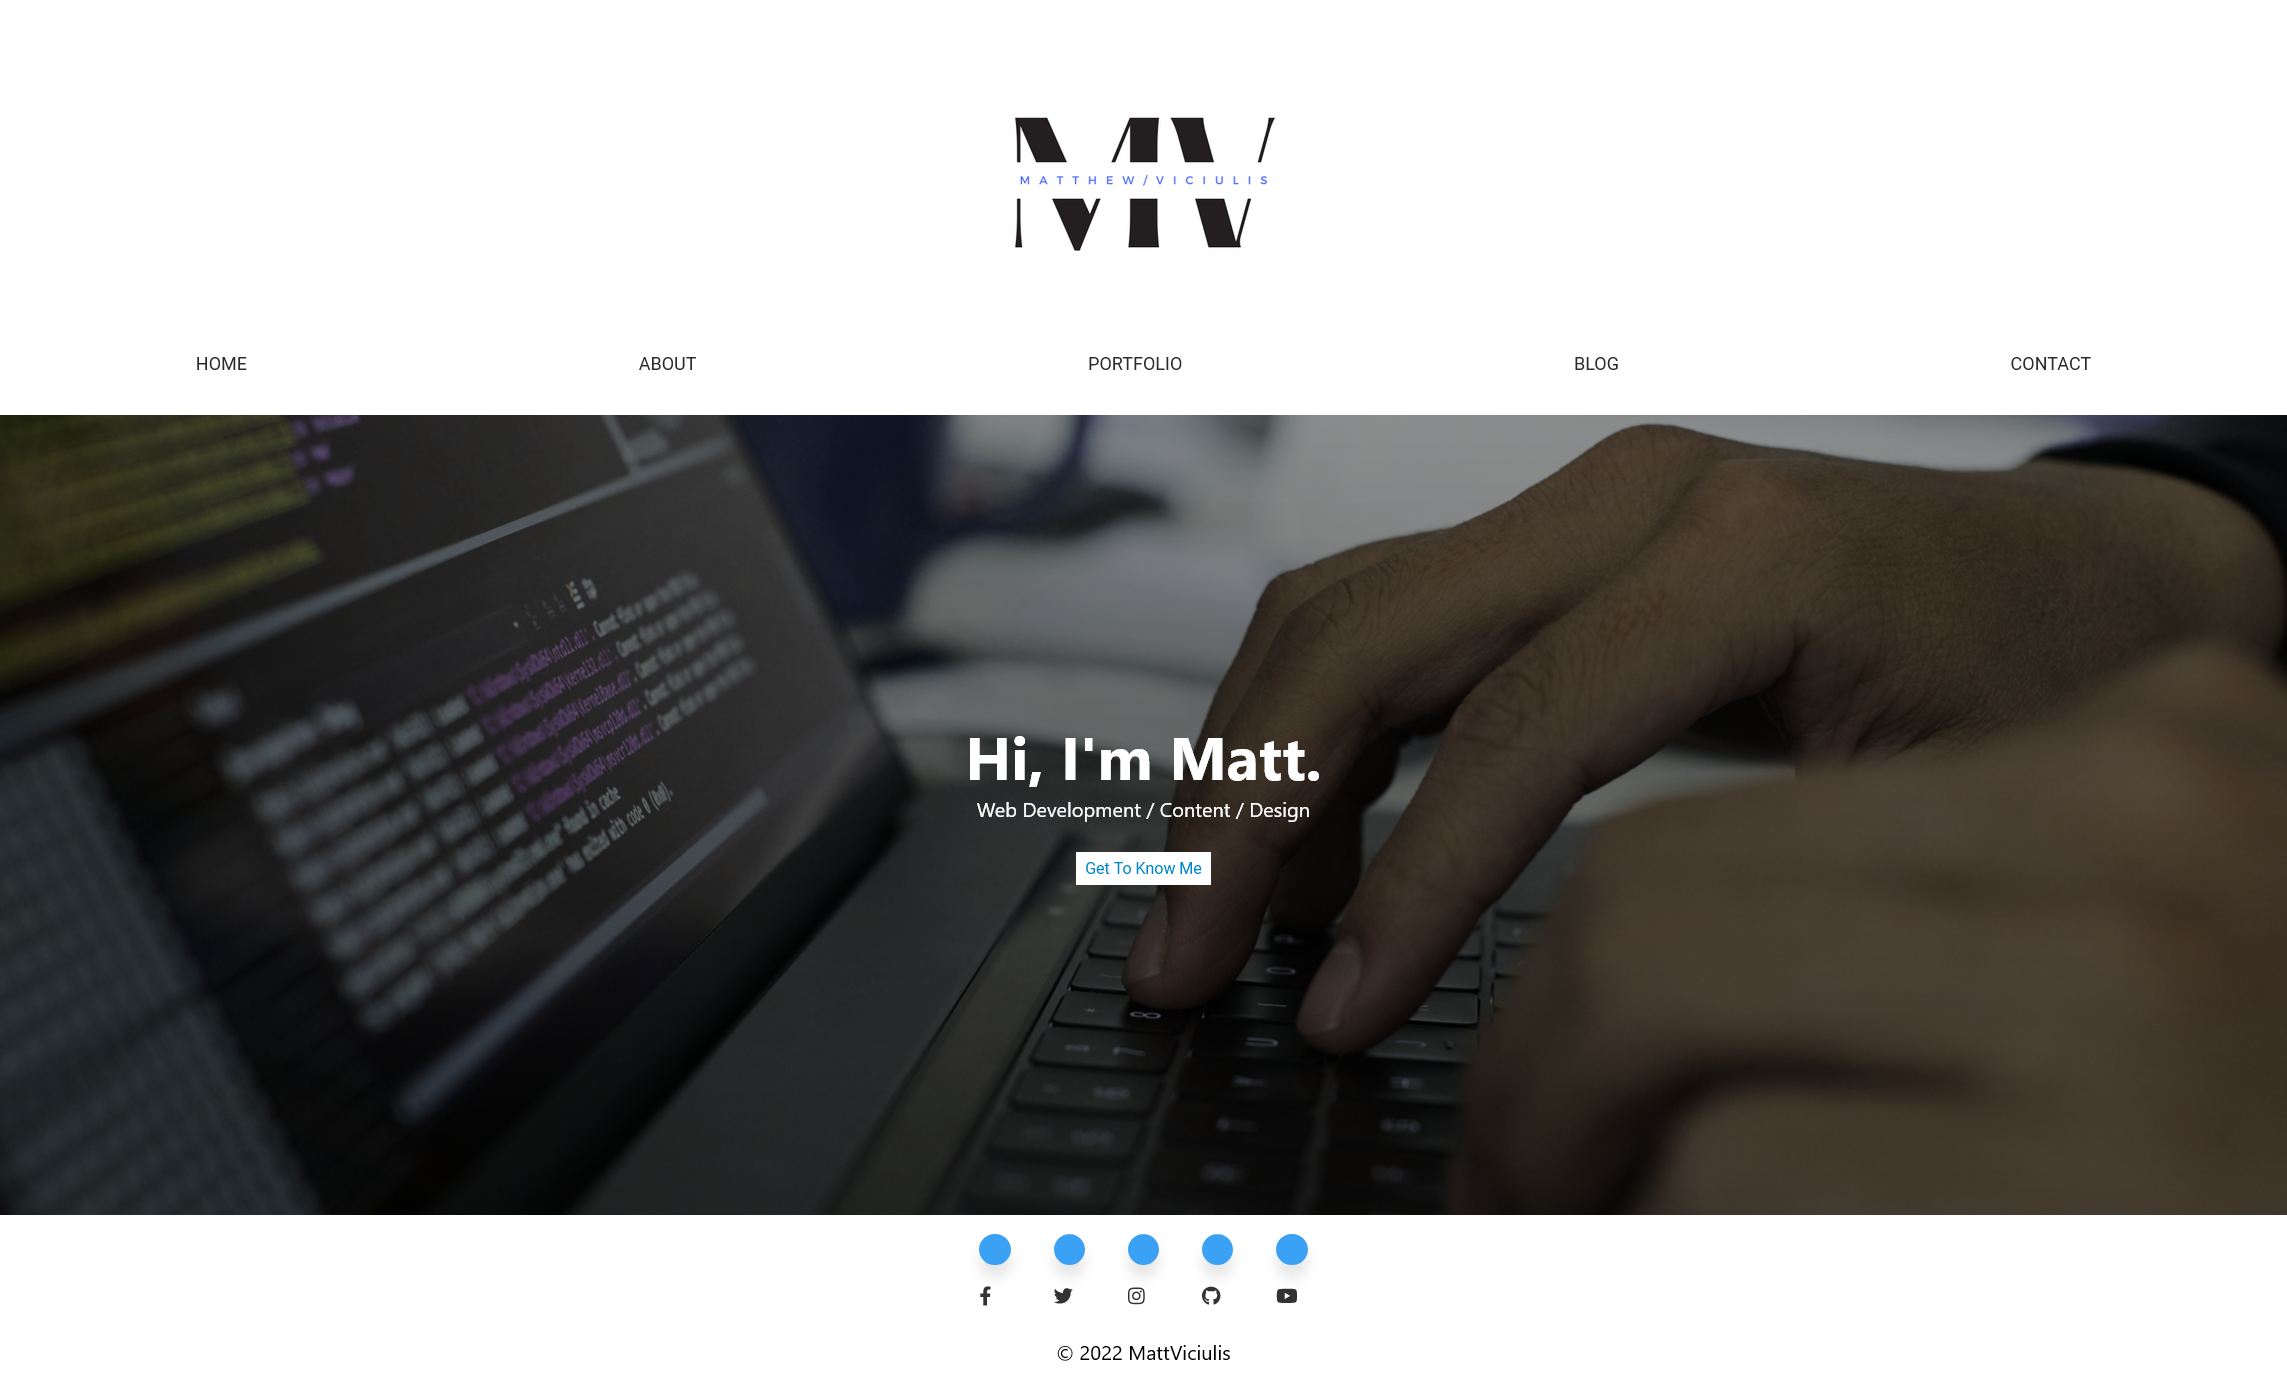 MATTHEW/VICIULIS
MV
HOME
ABOUT
PORTFOLIO
BLOG
CONTACT
Hi, I'm Matt.
Web Development / Content / Design
Get To Know Me
© 2022 MattViciulis